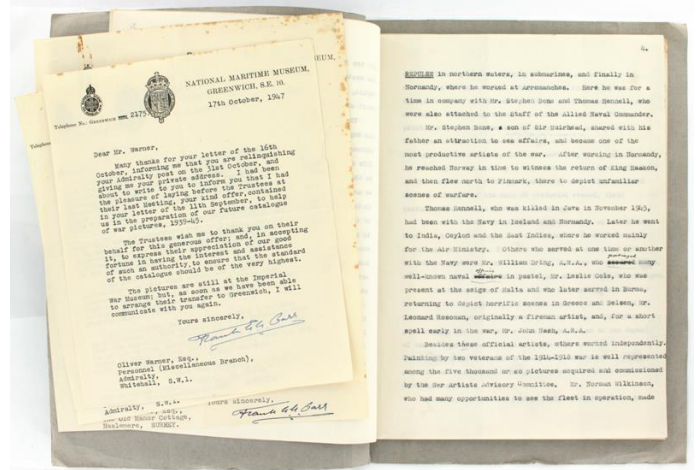 NATIONAL MARITIME MUSEUM,
GREENWICH, S.E. 10.
Telephone No.: GREENWICH 2175
17th October, 1947
Dear Mr. Warner,
Many thanks for your letter of the 16th
October, informing me that you are relinquishing
your Admiralty post on the 31st October, and
giving me your private address. I had been
about to write to you to inform you that I had
the pleasure of laying before the Trustees at
their last Meeting, your kind offer, contained
in your letter of the 11th September, to help
us in the preparation of our future catalogue
of war pictures, 1939-45.
The Trustees wish me to thank you on their
behalf for this generous offer; and, in accepting
it, to express their appreciation of our good
fortune in having the interest and assistance
of such an authority, to ensure that the standard
of the catalogue should be of the very highest.
The pictures are still at the Imperial
War Museum; but, as soon as we have been able
to arrange their transfer to Greenwich, I will
communicate with you again.
Yours sincerely,
Frank G. G. Carr
Oliver Warner, Esq.,
Personnel (Miscellaneous Branch),
Admiralty,
Whitehall, S.W.1.
MUSEUM,
Admiralty, S.W.1.
Yours sincerely,
Frank G. G. Carr
Esq.,
Old Manor Cottage,
Haslemere, SURREY.
4.
REPULSE in northern waters, in submarines, and finally in
Normandy, where he worked at Arromanches. Here he was for a
time in company with Mr. Stephen Bone and Thomas Hennell, who
were also attached to the Staff of the Allied Naval Commander.
Mr. Stephen Bone, a son of Sir Muirhead, shared with his
father an attraction to sea affairs, and became one of the
most productive artists of the war. After working in Normandy,
he reached Norway in time to witness the return of King Haakon,
and then flew north to Finmark, there to depict unfamiliar
scenes of warfare.
Thomas Hennell, who was killed in Java in November 1945,
had been with the Navy in Iceland and Normandy. Later he went
to India, Ceylon and the East Indies, where he worked mainly
for the Air Ministry. Others who served at one time or another
with the Navy were Mr. William Dring, A.R.A., who portrayed many
well-known naval officers in pastel, Mr. Leslie Cole, who was
present at the seige of Malta and who later served in Burma,
returning to depict horrific scenes in Greece and Belsen, Mr.
Leonard Rosoman, originally a fireman artist, and, for a short
spell early in the war, Mr. John Nash, A.R.A.
Besides these official artists, others worked independently.
Painting by two veterans of the 1914-1918 war is well represented
among the five thousand or so pictures acquired and commissioned
by the War Artists Advisory Committee. Mr. Norman Wilkinson,
who had many opportunities to see the fleet in operation, made